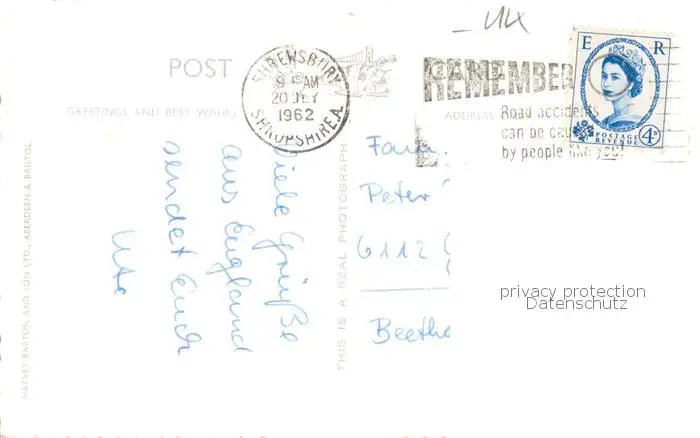 UK
POST CARD
GREETINGS AND BEST WISHES
ADDRESS
SHREWSBURY
9 15 AM
20 JLY
1962
SHROPSHIRE A
REMEMBER
Road accidents
can be caused
by people like you!
E R
POSTAGE
REVENUE
4D
Viele Grüße
aus England
sendet Euch
Ute
THIS IS A REAL PHOTOGRAPH
HARVEY BARTON AND SON LTD., ABERDEEN & BRISTOL
Fam.
Peter
6112
Beetho
privacy protection
Datenschutz